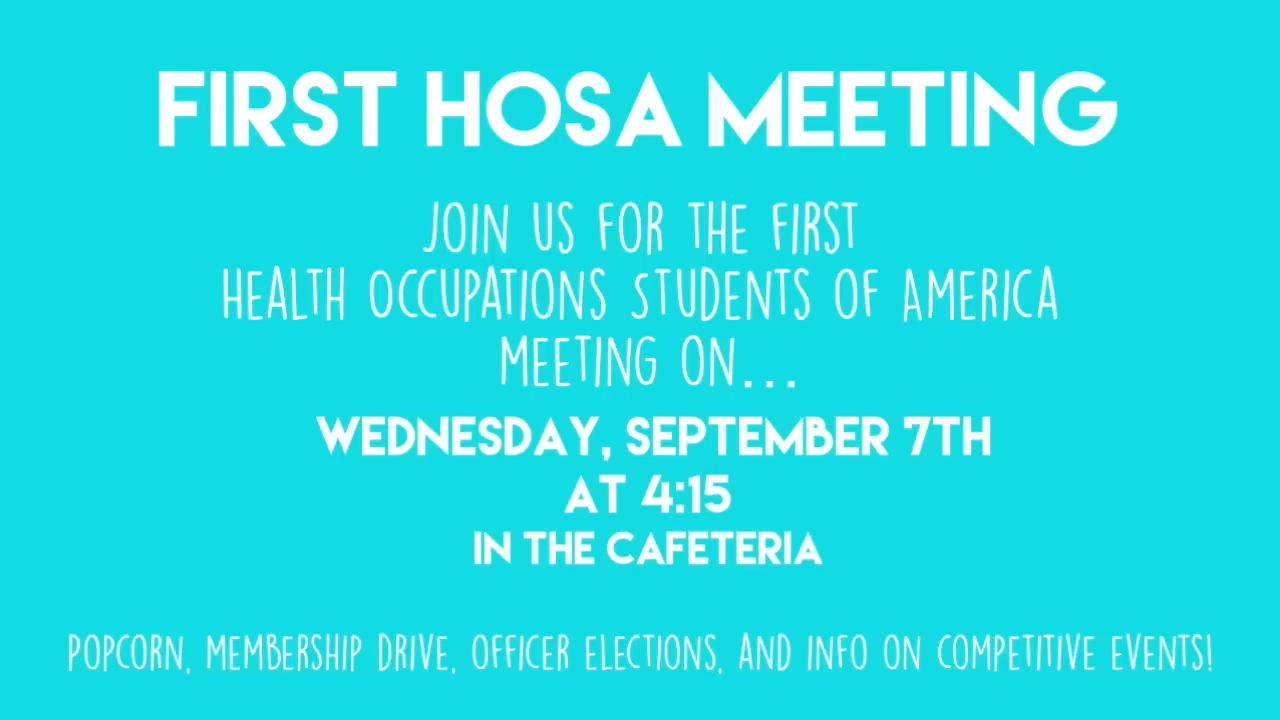 FIRST HOSA MEETING
JOIN US FOR THE FIRST
HEALTH OCCUPATIONS STUDENTS OF AMERICA
MEETING ON...
WEDNESDAY, SEPTEMBER 7TH
AT 4:15
IN THE CAFETERIA
POPCORN, MEMBERSHIP DRIVE, OFFICER ELECTIONS, AND INFO ON COMPETITIVE EVENTS!